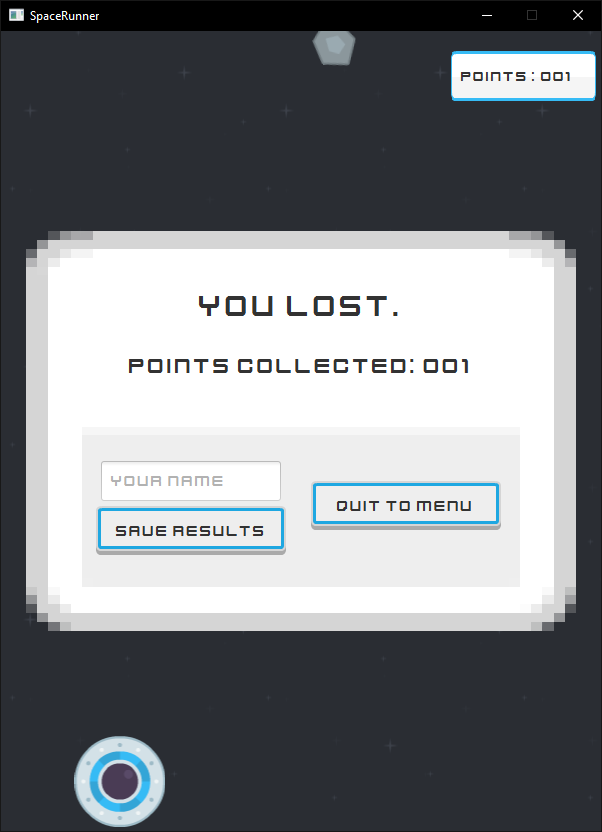 SpaceRunner
POINTS : 001
YOU LOST.
POINTS COLLECTED: 001
YOUR NAME
SAVE RESULTS
QUIT TO MENU